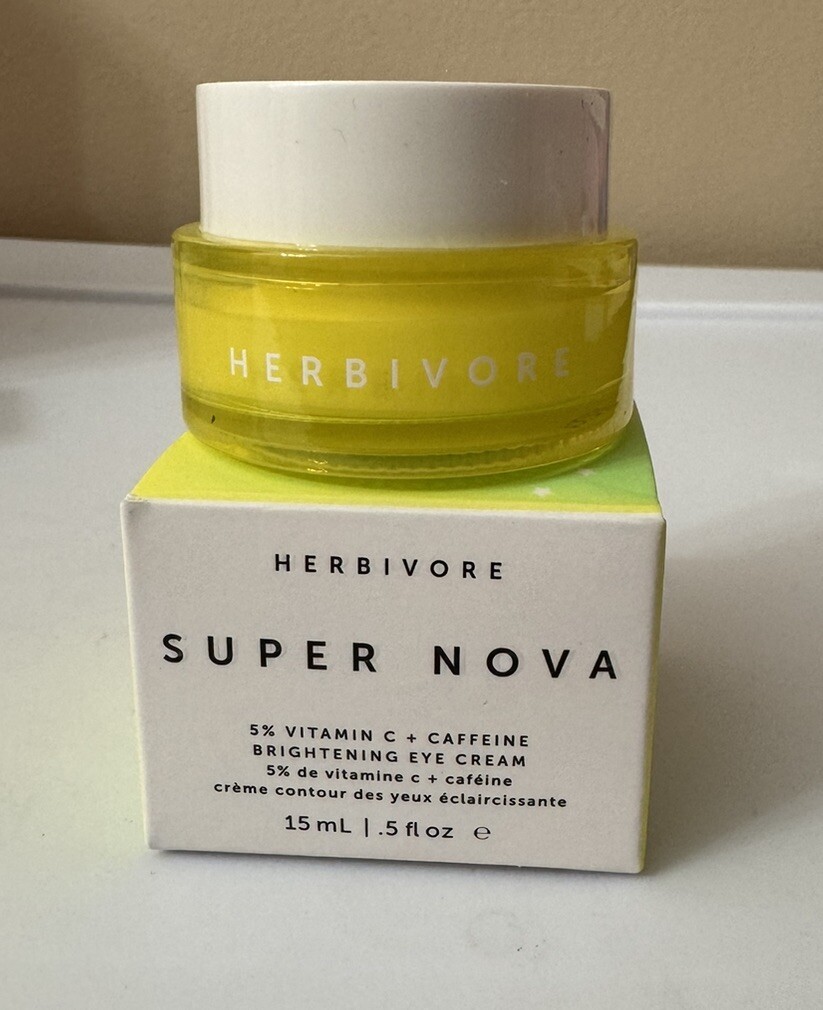 HERBIVORE
HERBIVORE
SUPER NOVA
5% VITAMIN C + CAFFEINE
BRIGHTENING EYE CREAM
5% de vitamine c + caféine
crème contour des yeux éclaircissante
15 mL | .5 fl oz ℮